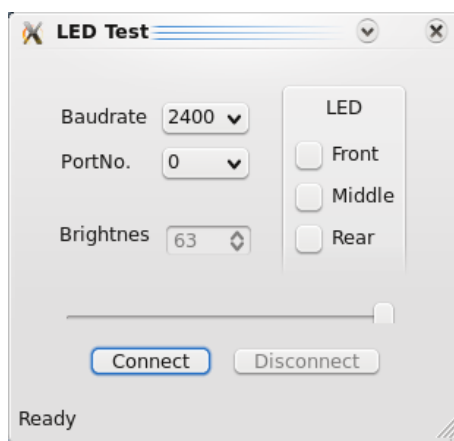 LED Test
Baudrate 2400
PortNo. 0
Brightnes 63
LED
Front
Middle
Rear
Connect Disconnect
Ready